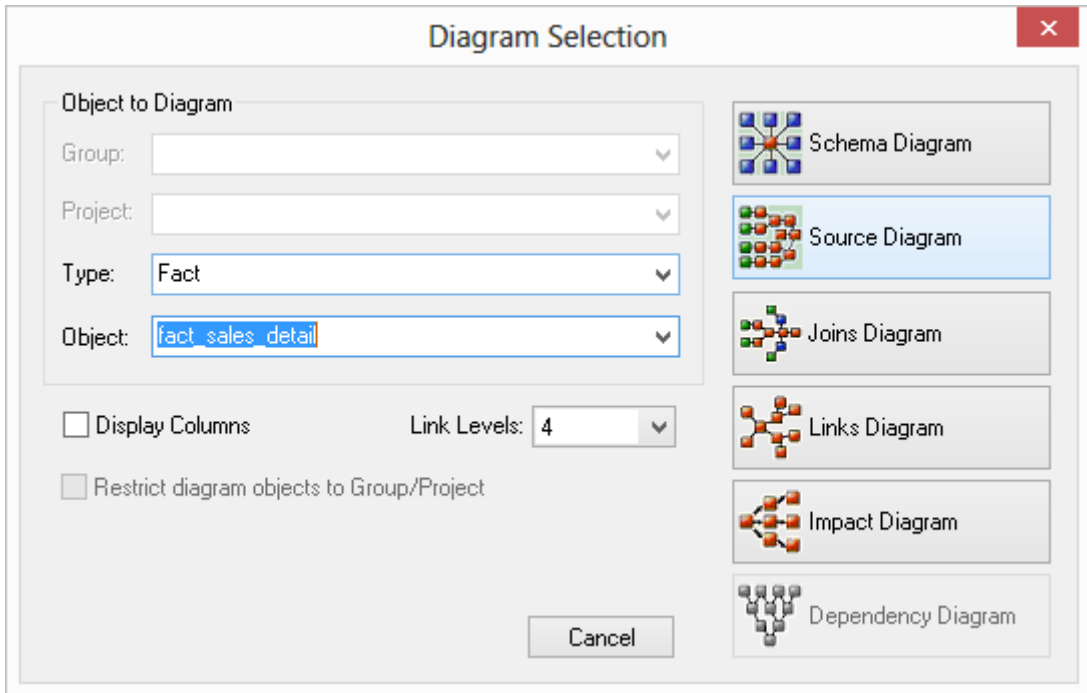 Diagram Selection
Object to Diagram
Group:
Project:
Type: Fact
Object: fact_sales_detail
Display Columns Link Levels: 4
Restrict diagram objects to Group/Project
Cancel
Schema Diagram
Source Diagram
Joins Diagram
Links Diagram
Impact Diagram
Dependency Diagram